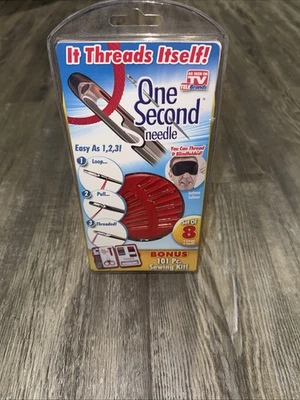 It Threads Itself!
AS SEEN ON
TV
TELEBrands
One
Second
needle
Easy As 1,2,3!
You Can Thread
It Blindfolded!
1 Loop...
2 Pull...
3 Threaded!
SET OF
8
BONUS
101 Pc.
Sewing Kit!